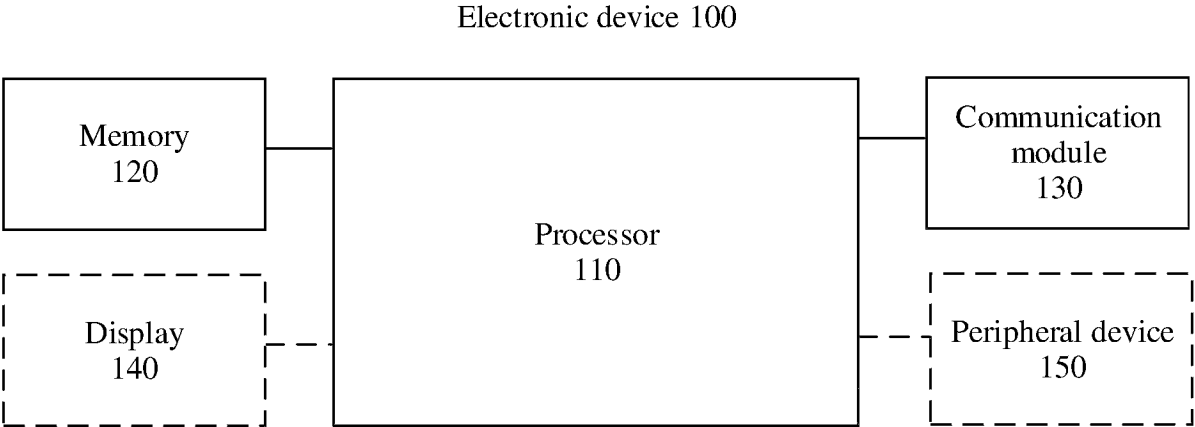 Electronic device 100
Memory
120
Communication
module
130
Processor
110
Display
140
Peripheral device
150